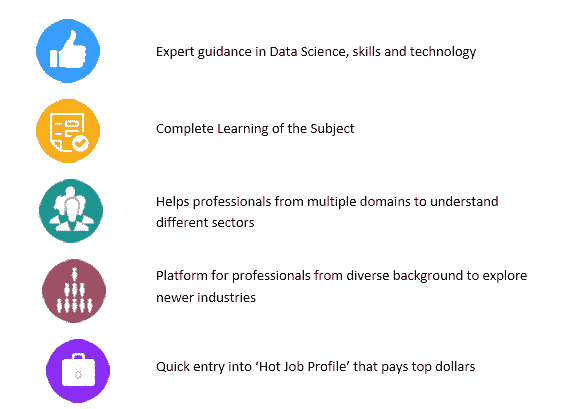 Expert guidance in Data Science, skills and technology
Complete Learning of the Subject
Helps professionals from multiple domains to understand
different sectors
Platform for professionals from diverse background to explore
newer industries
Quick entry into ‘Hot Job Profile’ that pays top dollars